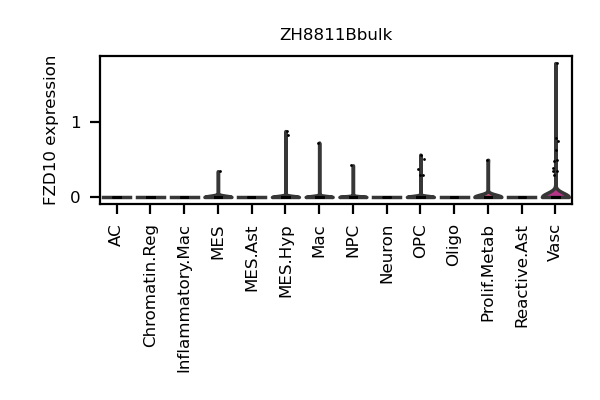 ZH8811Bbulk
FZD10 expression
1
0
AC
Chromatin.Reg
Inflammatory.Mac
MES
MES.Ast
MES.Hyp
Mac
NPC
Neuron
OPC
Oligo
Prolif.Metab
Reactive.Ast
Vasc